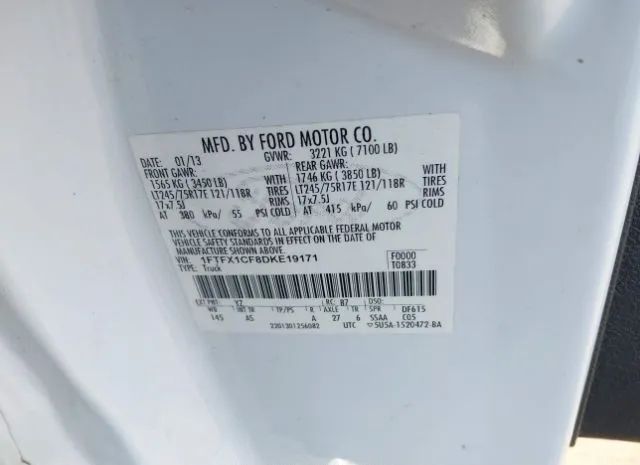 MFD. BY FORD MOTOR CO.
DATE: 01/13 GVWR: 3221 KG ( 7100 LB)
FRONT GAWR: REAR GAWR:
1565 KG ( 3450 LB) WITH 1746 KG ( 3850 LB) WITH
LT245/75R17E 121/118R TIRES LT245/75R17E 121/118R TIRES
17x7.5J RIMS 17x7.5J RIMS
AT 380 kPa/ 55 PSI COLD AT 415 kPa/ 60 PSI COLD
THIS VEHICLE CONFORMS TO ALL APPLICABLE FEDERAL MOTOR
VEHICLE SAFETY STANDARDS IN EFFECT ON THE DATE OF
MANUFACTURE SHOWN ABOVE.
VIN: 1FTFX1CF8DKE19171 F0000
TYPE: Truck T0833
EXT PNT: YZ RC: B7 DSO:
WB INT TR TP/PS R AXLE TR SPR DF615
145 AS A 27 6 SSAA C05
2201301256082 UTC 5U5A-1520472-BA